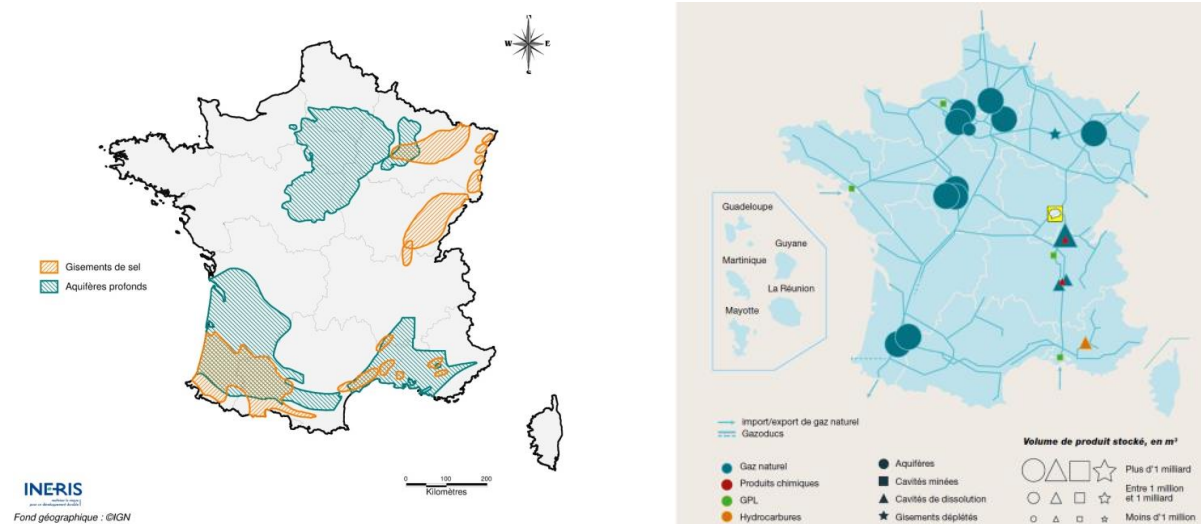 N
W E
S
Gisements de sel
Aquifères profonds
100
0 200
Kilomètres
INERIS
Fond géographique : ©IGN
Guadeloupe
Guyane
Martinique
La Réunion
Mayotte
import/export de gaz naturel
Gazoducs
Gaz naturel
Produits chimiques
GPL
Hydrocarbures
Aquifères
Cavités minées
Cavités de dissolution
Gisements déplétés
Volume de produit stocké, en m³
Plus d'1 milliard
Entre 1 million
et 1 milliard
Moins d'1 million